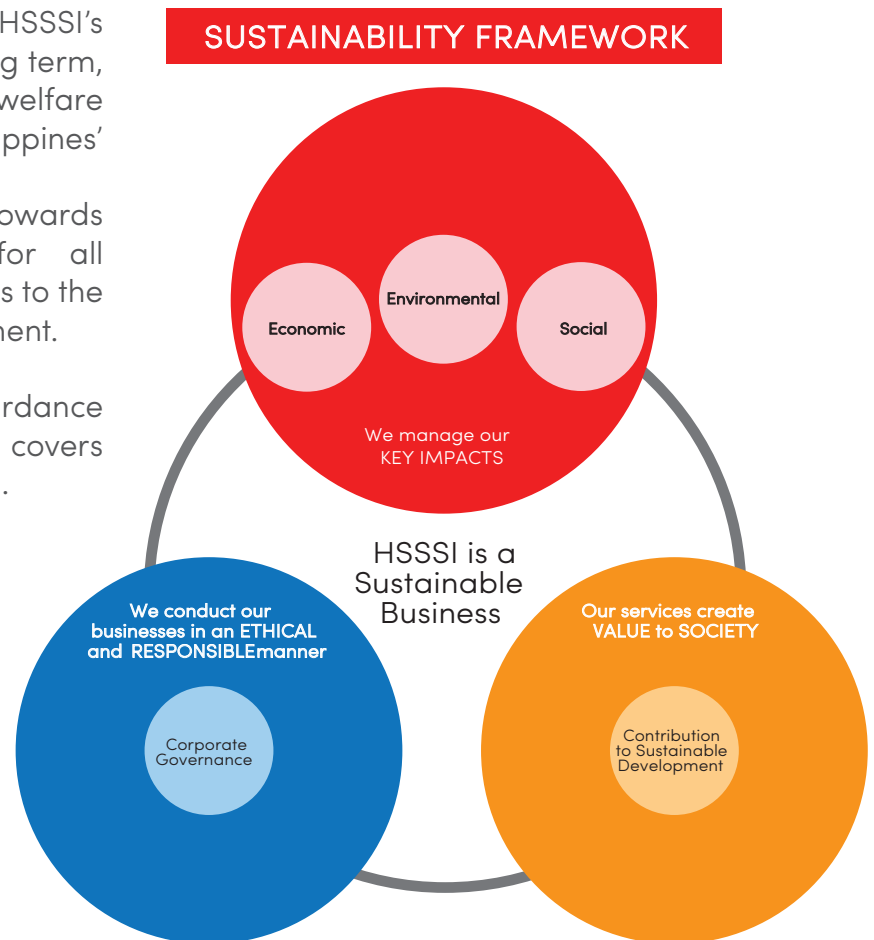 HSSSI's
g term,
welfare
ppines'
owards
for all
s to the
nent.
rdance
covers
.
SUSTAINABILITY FRAMEWORK
Economic
Environmental
Social
We manage our
KEY IMPACTS
HSSSI is a
Sustainable
Business
We conduct our
businesses in an ETHICAL
and RESPONSIBLEmanner
Corporate
Governance
Our services create
VALUE to SOCIETY
Contribution
to Sustainable
Development